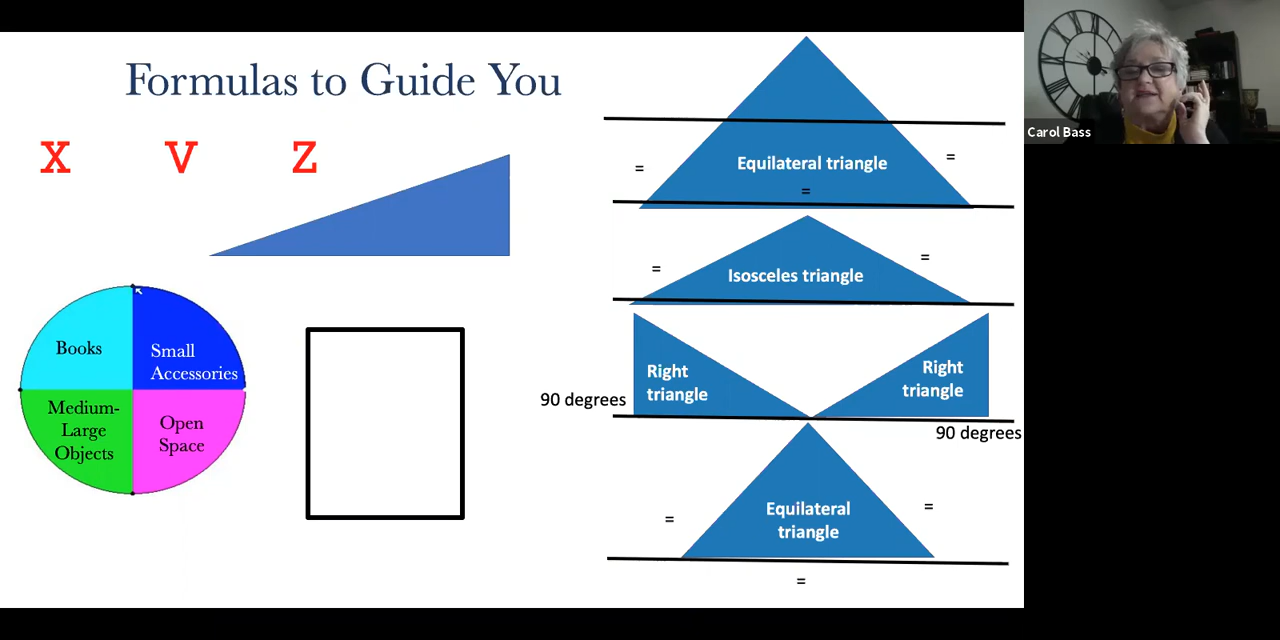 Formulas to Guide You
X V Z
Books
Small
Accessories
Medium-
Large
Objects
Open
Space
Equilateral triangle
=
=
=
Isosceles triangle
=
=
Right
triangle
Right
triangle
90 degrees
90 degrees
Equilateral
triangle
=
=
=
Carol Bass